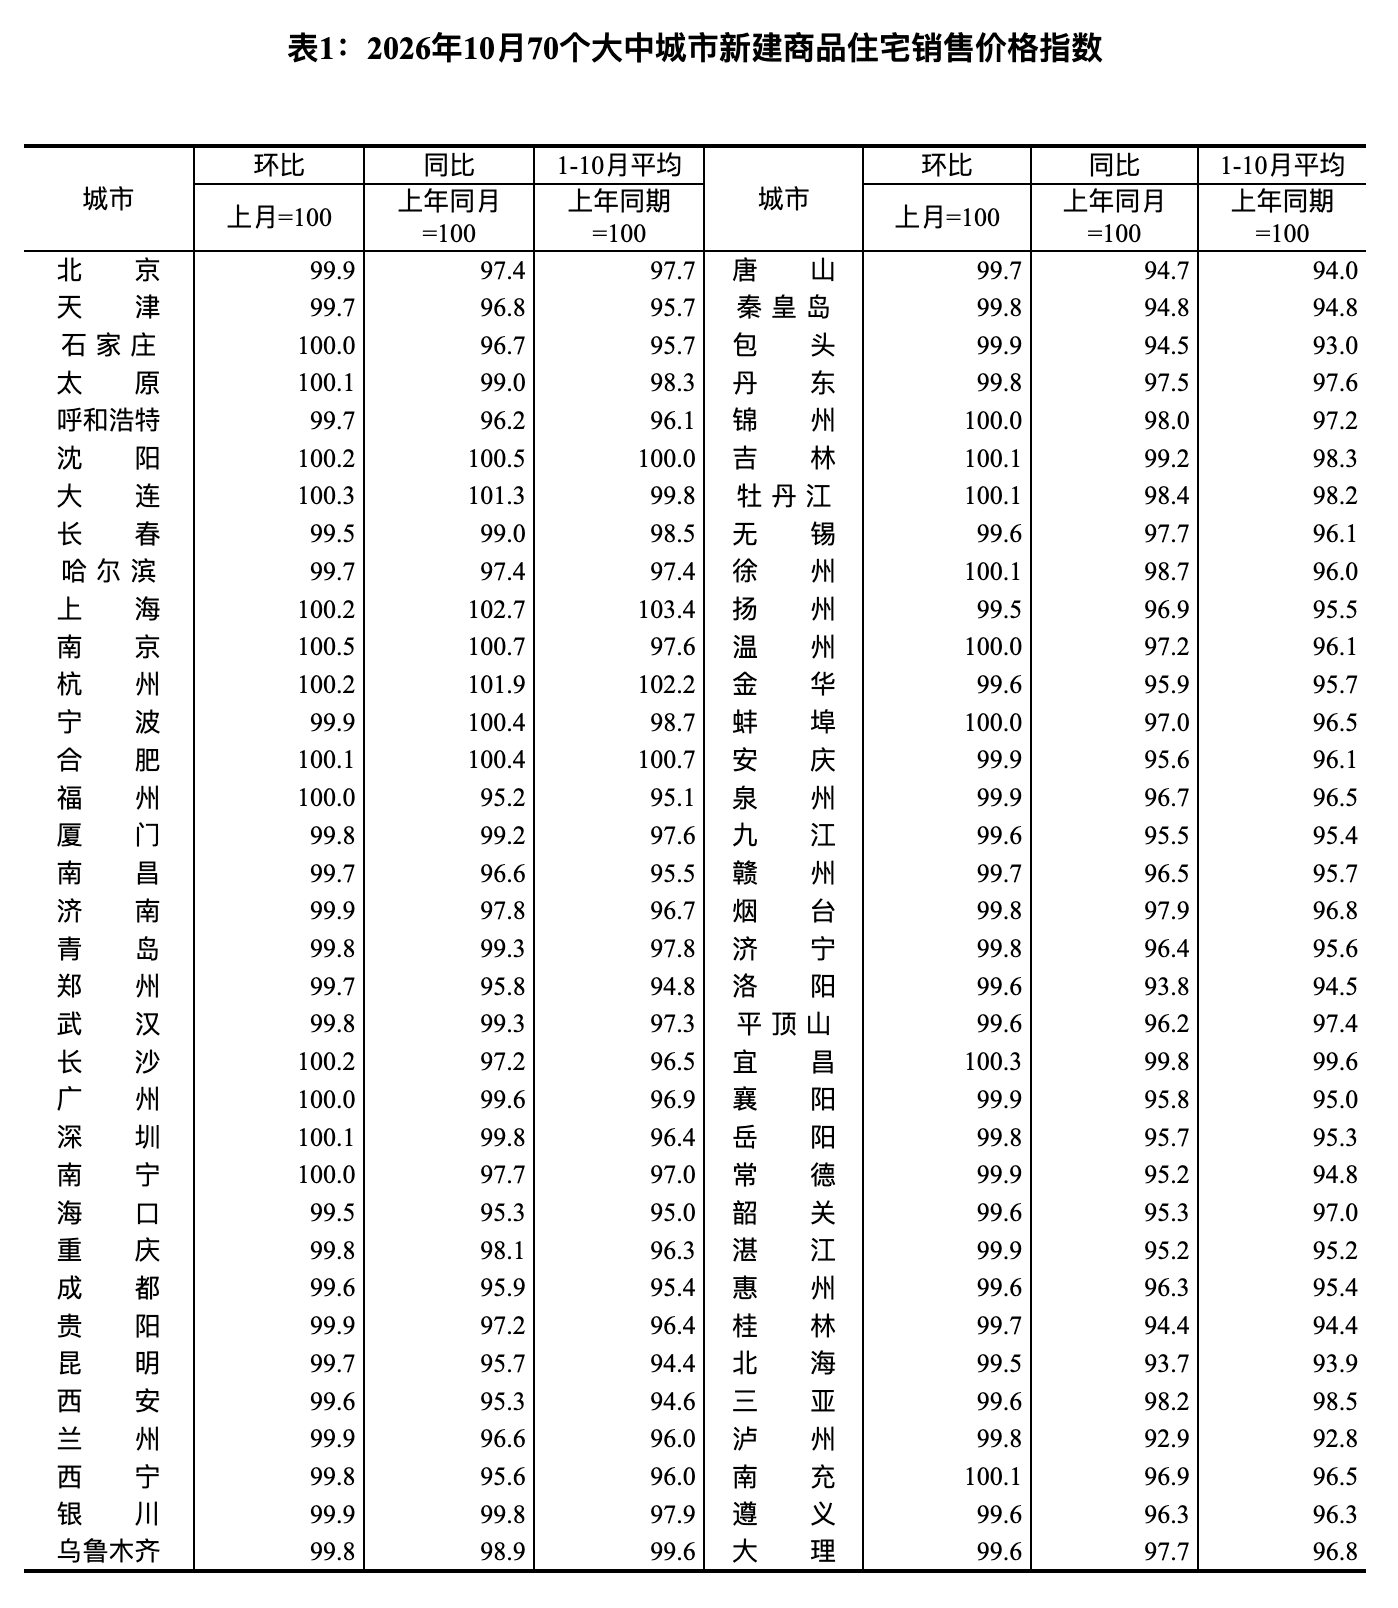 表1：2026年10月70个大中城市新建商品住宅销售价格指数
城市 环比 同比 1-10月平均 城市 环比 同比 1-10月平均
上月=100 上年同月=100 上年同期=100 上月=100 上年同月=100 上年同期=100
北京 99.9 97.4 97.7 唐山 99.7 94.7 94.0
天津 99.7 96.8 95.7 秦皇岛 99.8 94.8 94.8
石家庄 100.0 96.7 95.7 包头 99.9 94.5 93.0
太原 100.1 99.0 98.3 丹东 99.8 97.5 97.6
呼和浩特 99.7 96.2 96.1 锦州 100.0 98.0 97.2
沈阳 100.2 100.5 100.0 吉林 100.1 99.2 98.3
大连 100.3 101.3 99.8 牡丹江 100.1 98.4 98.2
长春 99.5 99.0 98.5 无锡 99.6 97.7 96.1
哈尔滨 99.7 97.4 97.4 徐州 100.1 98.7 96.0
上海 100.2 102.7 103.4 扬州 99.5 96.9 95.5
南京 100.5 100.7 97.6 温州 100.0 97.2 96.1
杭州 100.2 101.9 102.2 金华 99.6 95.9 95.7
宁波 99.9 100.4 98.7 蚌埠 100.0 97.0 96.5
合肥 100.1 100.4 100.7 安庆 99.9 95.6 96.1
福州 100.0 95.2 95.1 泉州 99.9 96.7 96.5
厦门 99.8 99.2 97.6 九江 99.6 95.5 95.4
南昌 99.7 96.6 95.5 赣州 99.7 96.5 95.7
济南 99.9 97.8 96.7 烟台 99.8 97.9 96.8
青岛 99.8 99.3 97.8 济宁 99.8 96.4 95.6
郑州 99.7 95.8 94.8 洛阳 99.6 93.8 94.5
武汉 99.8 99.3 97.3 平顶山 99.6 96.2 97.4
长沙 100.2 97.2 96.5 宜昌 100.3 99.8 99.6
广州 100.0 99.6 96.9 襄阳 99.9 95.8 95.0
深圳 100.1 99.8 96.4 岳阳 99.8 95.7 95.3
南宁 100.0 97.7 97.0 常德 99.9 95.2 94.8
海口 99.5 95.3 95.0 韶关 99.6 95.3 97.0
重庆 99.8 98.1 96.3 湛江 99.9 95.2 95.2
成都 99.6 95.9 95.4 惠州 99.6 96.3 95.4
贵阳 99.9 97.2 96.4 桂林 99.7 94.4 94.4
昆明 99.7 95.7 94.4 北海 99.5 93.7 93.9
西安 99.6 95.3 94.6 三亚 99.6 98.2 98.5
兰州 99.9 96.6 96.0 泸州 99.8 92.9 92.8
西宁 99.8 95.6 96.0 南充 100.1 96.9 96.5
银川 99.9 99.8 97.9 遵义 99.6 96.3 96.3
乌鲁木齐 99.8 98.9 99.6 大理 99.6 97.7 96.8